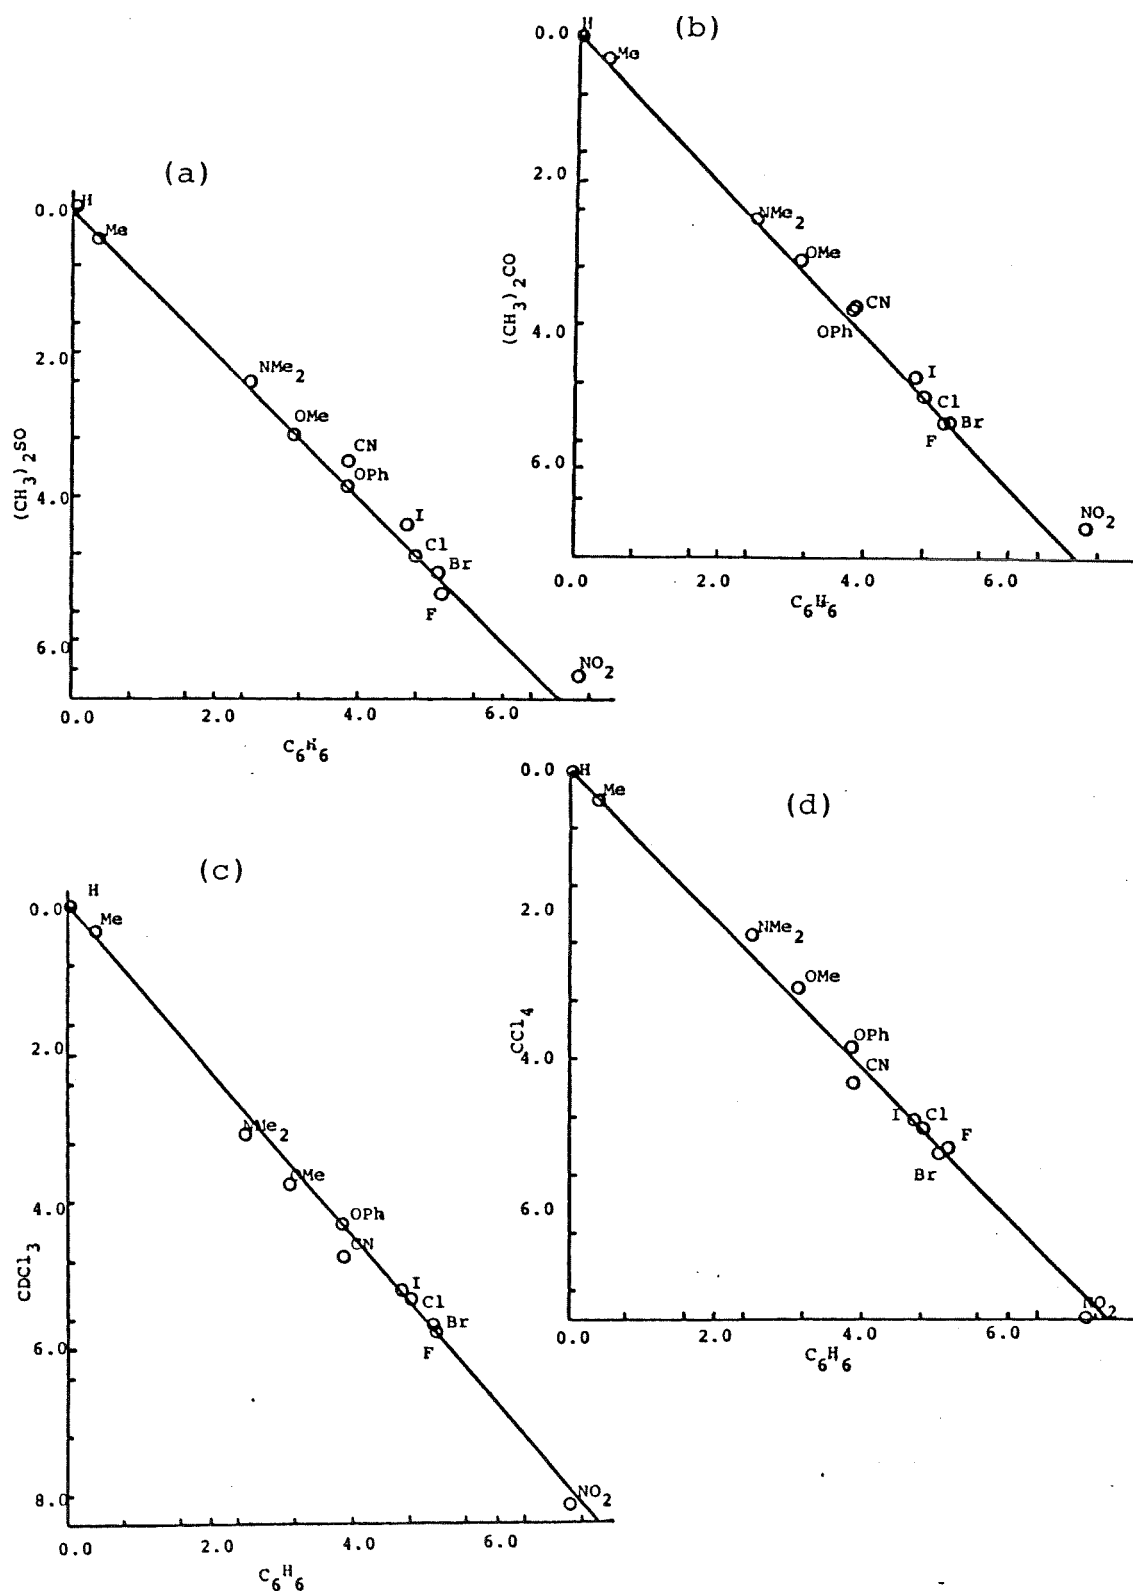 (a)
0.0
2.0
4.0
6.0
(CH3)2SO
H
Me
NMe2
OMe
CN
OPh
I
Cl
Br
F
NO2
0.0 2.0 4.0 6.0
C6H6
(b)
0.0
2.0
4.0
6.0
(CH3)2CO
H
Me
NMe2
OMe
CN
OPh
I
Cl
Br
F
NO2
0.0 2.0 4.0 6.0
C6H6
(c)
0.0
2.0
4.0
6.0
8.0
CDCl3
H
Me
NMe2
OMe
OPh
CN
I
Cl
Br
F
NO2
0.0 2.0 4.0 6.0
C6H6
(d)
0.0
2.0
4.0
6.0
CCl4
H
Me
NMe2
OMe
OPh
CN
I Cl
F
Br
NO2
0.0 2.0 4.0 6.0
C6H6